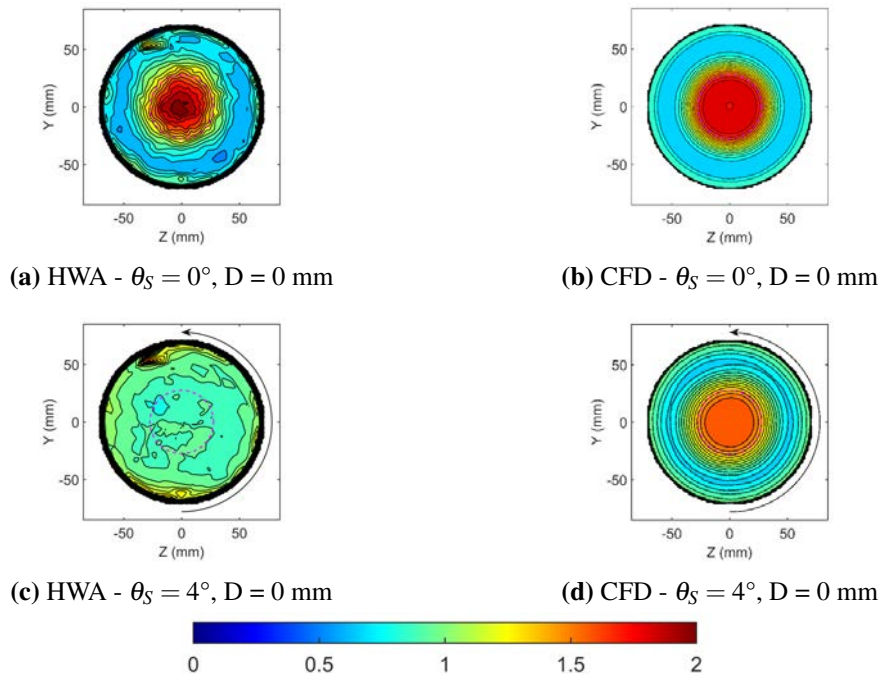 50
0
-50
Y (mm)
-50 0 50
Z (mm)
50
0
-50
Y (mm)
-50 0 50
Z (mm)
(a) HWA - θS = 0°, D = 0 mm
(b) CFD - θS = 0°, D = 0 mm
50
0
-50
Y (mm)
-50 0 50
Z (mm)
50
0
-50
Y (mm)
-50 0 50
Z (mm)
(c) HWA - θS = 4°, D = 0 mm
(d) CFD - θS = 4°, D = 0 mm
0 0.5 1 1.5 2